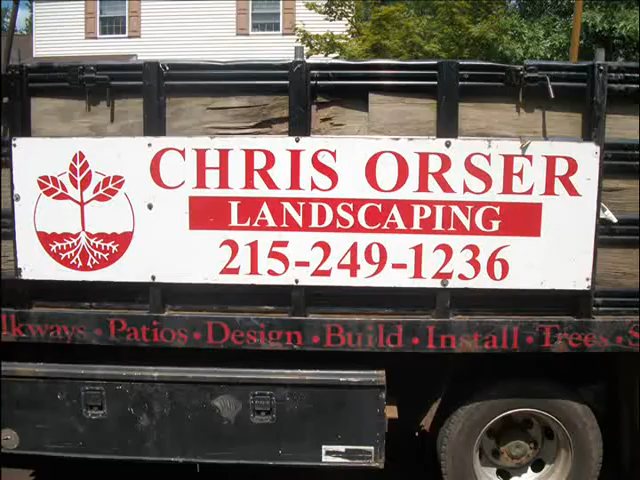 CHRIS ORSER
LANDSCAPING
215-249-1236
lkways • Patios • Design • Build • Install • Trees • S